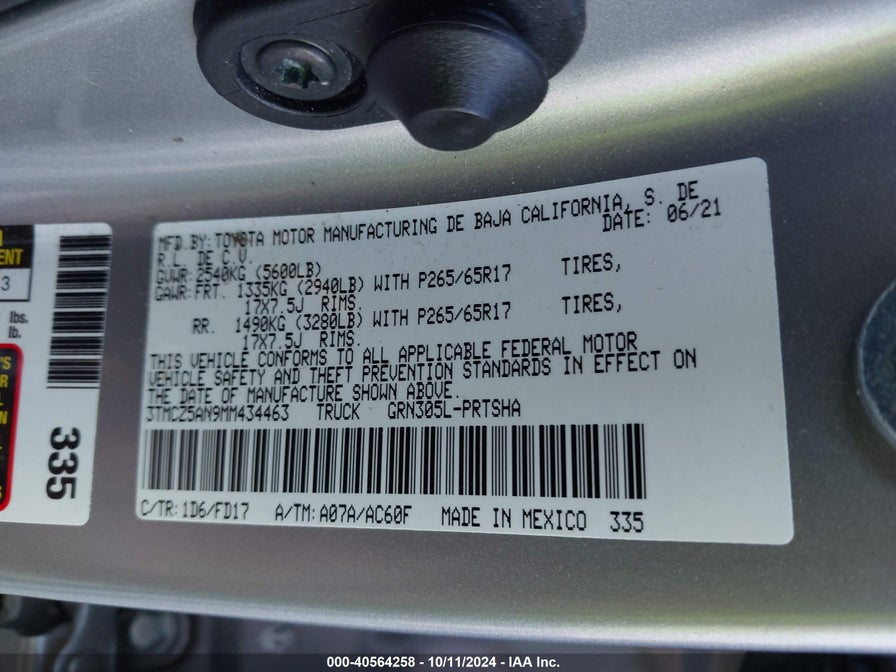 ENT
3
lbs.
lb.
'S
R
335
MFD.BY:TOYOTA MOTOR MANUFACTURING DE BAJA CALIFORNIA, S. DE
R.L. DE C.V. DATE: 06/21
GVWR: 2540KG (5600LB)
GAWR:FRT. 1335KG (2940LB) WITH P265/65R17 TIRES,
17X7.5J RIMS.
RR. 1490KG (3280LB) WITH P265/65R17 TIRES,
17X7.5J RIMS.
THIS VEHICLE CONFORMS TO ALL APPLICABLE FEDERAL MOTOR
VEHICLE SAFETY AND THEFT PREVENTION STANDARDS IN EFFECT ON
THE DATE OF MANUFACTURE SHOWN ABOVE.
3TMCZ5AN9MM434463 TRUCK GRN305L-PRTSHA
C/TR:1D6/FD17 A/TM:A07A/AC60F MADE IN MEXICO 335
000-40564258 - 10/11/2024 - IAA Inc.